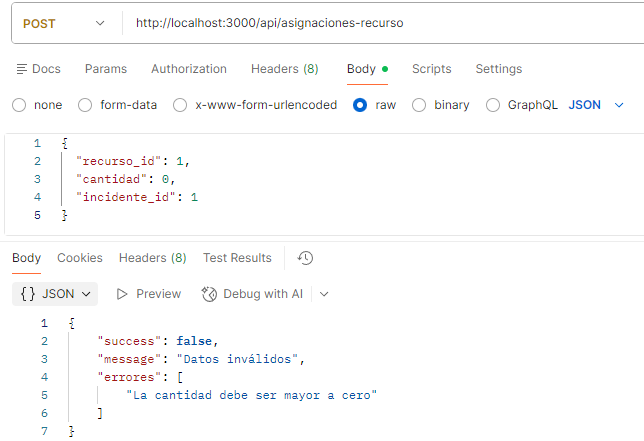 POST http://localhost:3000/api/asignaciones-recurso
Docs Params Authorization Headers (8) Body Scripts Settings
none form-data x-www-form-urlencoded raw binary GraphQL JSON
1 {
2 "recurso_id": 1,
3 "cantidad": 0,
4 "incidente_id": 1
5 }
Body Cookies Headers (8) Test Results
{} JSON Preview Debug with AI
1 {
2 "success": false,
3 "message": "Datos inválidos",
4 "errores": [
5 "La cantidad debe ser mayor a cero"
6 ]
7 }